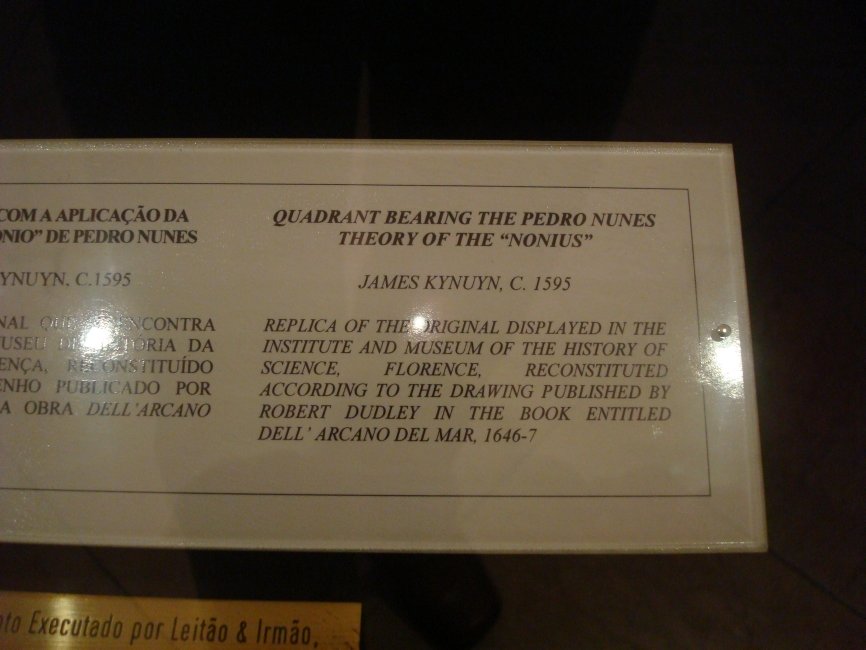 COM A APLICAÇÃO DA
DE PEDRO NUNES
C.1595
ENCONTRA
DA
RECONSTITUÍDO
PUBLICADO POR
A OBRA DELL'ARCANO
QUADRANT BEARING THE PEDRO NUNES
THEORY OF THE “NONIUS”
JAMES KYNUYN, C. 1595
REPLICA OF THE ORIGINAL DISPLAYED IN THE
INSTITUTE AND MUSEUM OF THE HISTORY OF
SCIENCE, FLORENCE, RECONSTITUTED
ACCORDING TO THE DRAWING PUBLISHED BY
ROBERT DUDLEY IN THE BOOK ENTITLED
DELL' ARCANO DEL MAR, 1646-7
Executado por Leitão & Irmão,